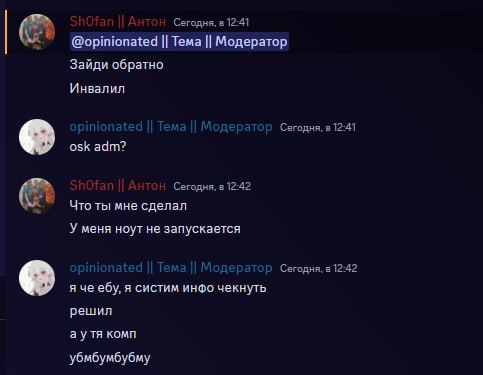 Sh0fan || Антон Сегодня, в 12:41
@opinionated || Тема || Модератор
Зайди обратно
Инвалил
opinionated || Тема || Модератор Сегодня, в 12:41
osk adm?
Sh0fan || Антон Сегодня, в 12:42
Что ты мне сделал
У меня ноут не запускается
opinionated || Тема || Модератор Сегодня, в 12:42
я че ебу, я систим инфо чекнуть
решил
а у тя комп
убмбумбубму